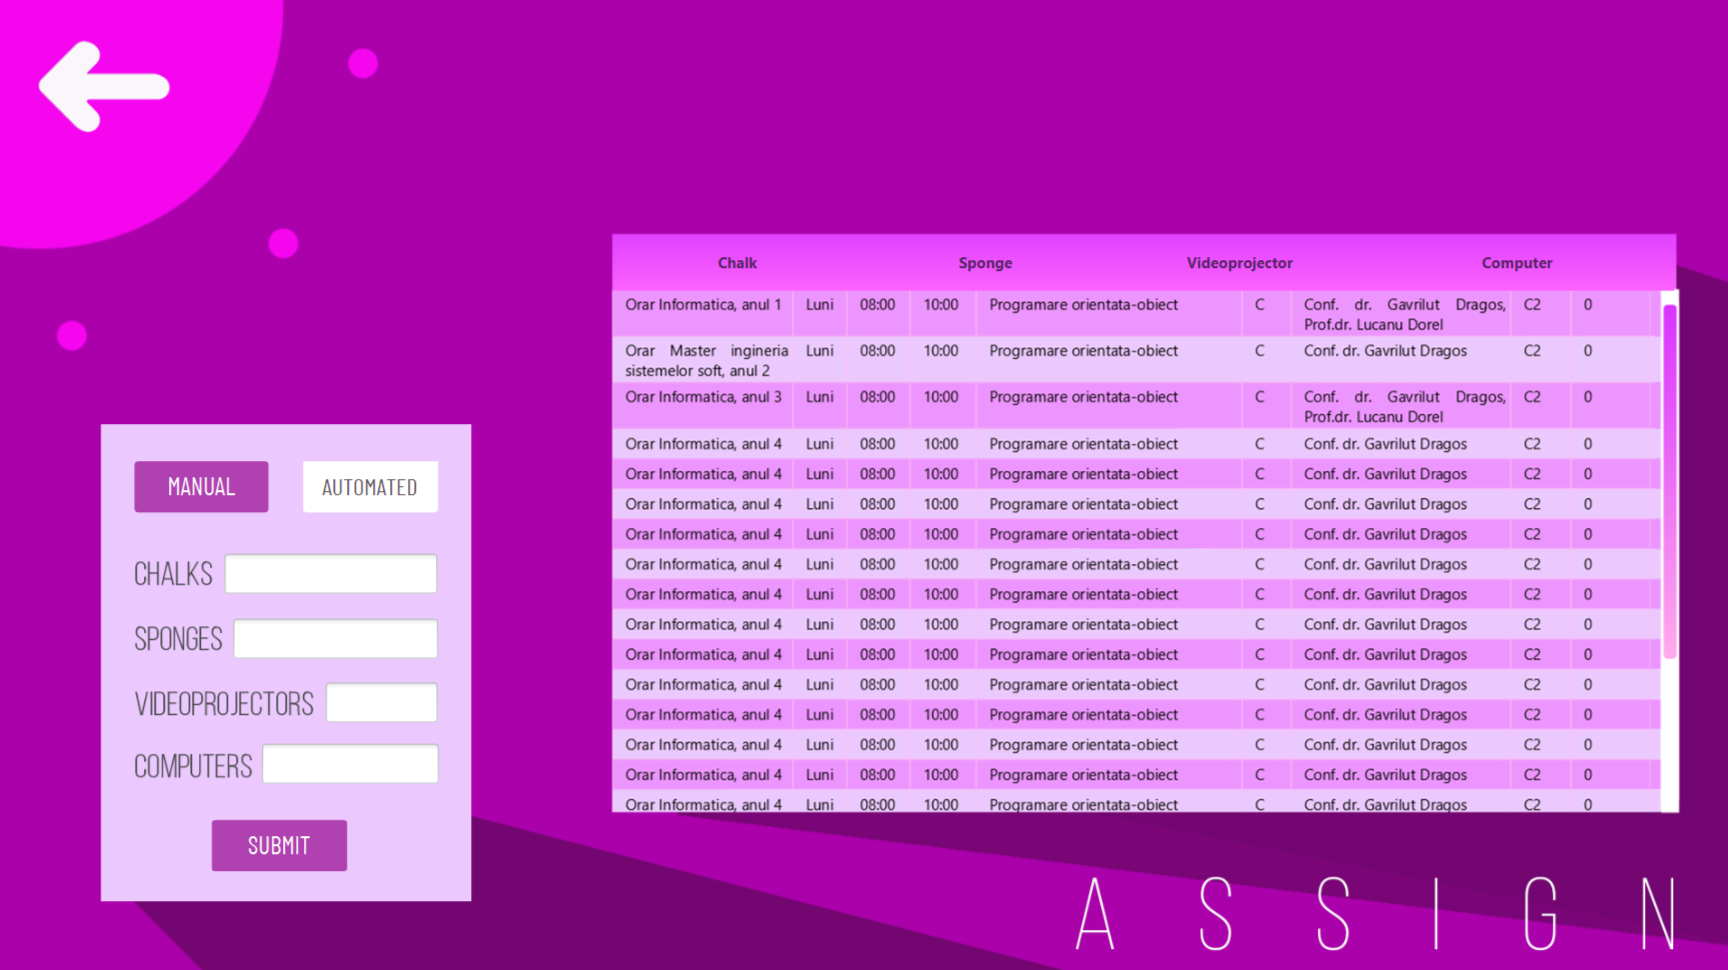 Chalk Sponge Videoprojector Computer
Orar Informatica, anul 1 Luni 08:00 10:00 Programare orientata-obiect C Conf. dr. Gavrilut Dragos, C2 0
Prof.dr. Lucanu Dorel
Orar Master ingineria Luni 08:00 10:00 Programare orientata-obiect C Conf. dr. Gavrilut Dragos C2 0
sistemelor soft, anul 2
Orar Informatica, anul 3 Luni 08:00 10:00 Programare orientata-obiect C Conf. dr. Gavrilut Dragos, C2 0
Prof.dr. Lucanu Dorel
Orar Informatica, anul 4 Luni 08:00 10:00 Programare orientata-obiect C Conf. dr. Gavrilut Dragos C2 0
Orar Informatica, anul 4 Luni 08:00 10:00 Programare orientata-obiect C Conf. dr. Gavrilut Dragos C2 0
Orar Informatica, anul 4 Luni 08:00 10:00 Programare orientata-obiect C Conf. dr. Gavrilut Dragos C2 0
Orar Informatica, anul 4 Luni 08:00 10:00 Programare orientata-obiect C Conf. dr. Gavrilut Dragos C2 0
Orar Informatica, anul 4 Luni 08:00 10:00 Programare orientata-obiect C Conf. dr. Gavrilut Dragos C2 0
Orar Informatica, anul 4 Luni 08:00 10:00 Programare orientata-obiect C Conf. dr. Gavrilut Dragos C2 0
Orar Informatica, anul 4 Luni 08:00 10:00 Programare orientata-obiect C Conf. dr. Gavrilut Dragos C2 0
Orar Informatica, anul 4 Luni 08:00 10:00 Programare orientata-obiect C Conf. dr. Gavrilut Dragos C2 0
Orar Informatica, anul 4 Luni 08:00 10:00 Programare orientata-obiect C Conf. dr. Gavrilut Dragos C2 0
Orar Informatica, anul 4 Luni 08:00 10:00 Programare orientata-obiect C Conf. dr. Gavrilut Dragos C2 0
Orar Informatica, anul 4 Luni 08:00 10:00 Programare orientata-obiect C Conf. dr. Gavrilut Dragos C2 0
Orar Informatica, anul 4 Luni 08:00 10:00 Programare orientata-obiect C Conf. dr. Gavrilut Dragos C2 0
Orar Informatica, anul 4 Luni 08:00 10:00 Programare orientata-obiect C Conf. dr. Gavrilut Dragos C2 0
MANUAL AUTOMATED
CHALKS
SPONGES
VIDEOPROJECTORS
COMPUTERS
SUBMIT
ASSIGN